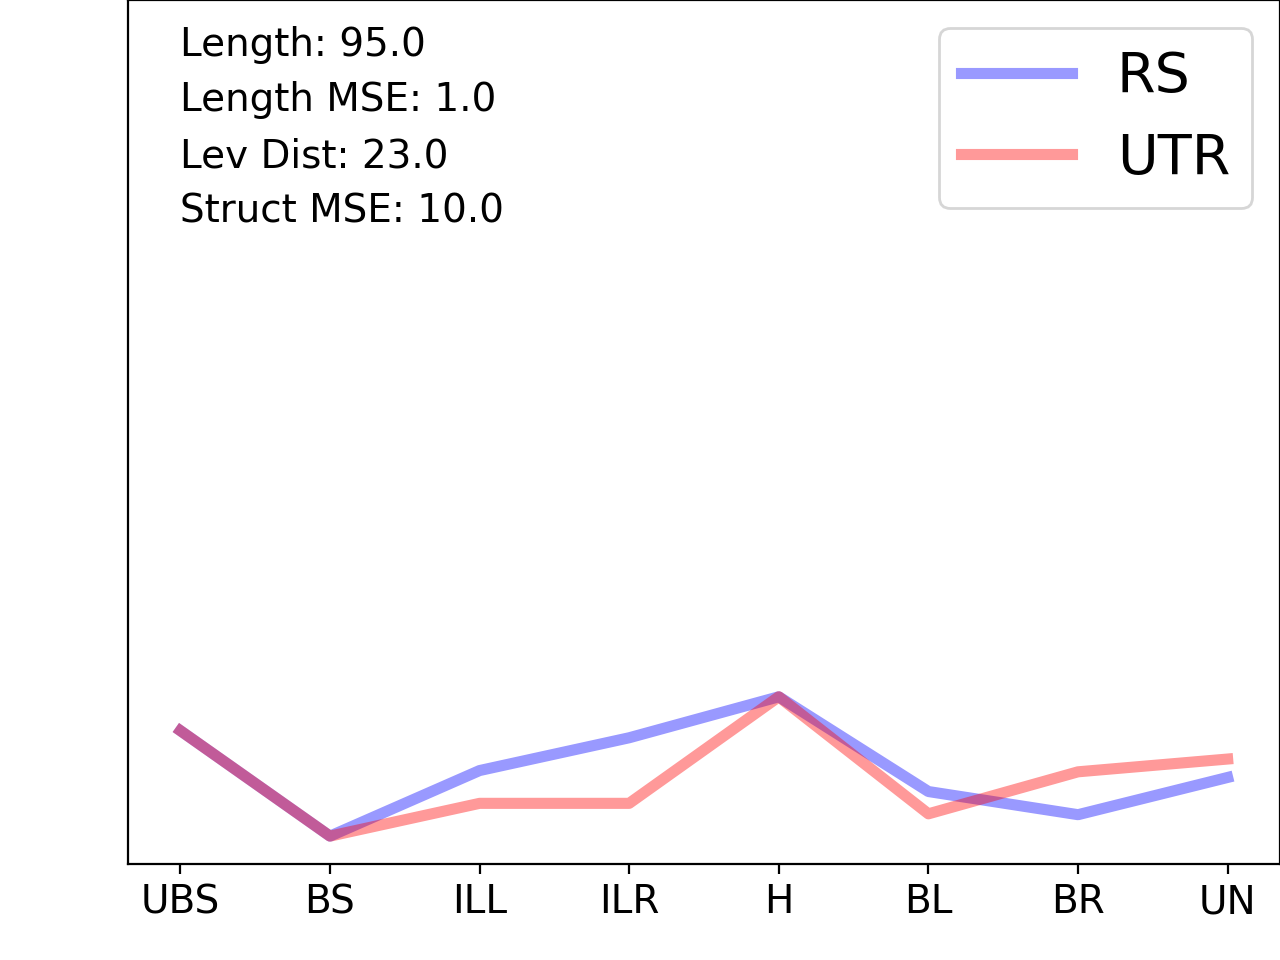 Length: 95.0
Length MSE: 1.0
Lev Dist: 23.0
Struct MSE: 10.0
RS
UTR
UBS BS ILL ILR H BL BR UN